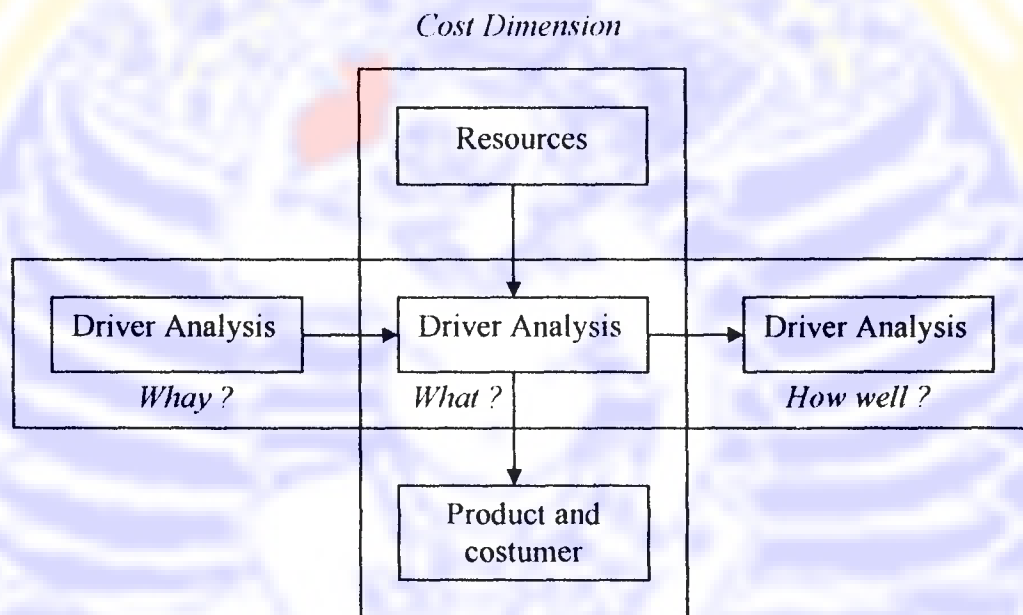 Cost Dimension
Resources
Driver Analysis
Driver Analysis
Driver Analysis
Whay ?
What ?
How well ?
Product and
costumer